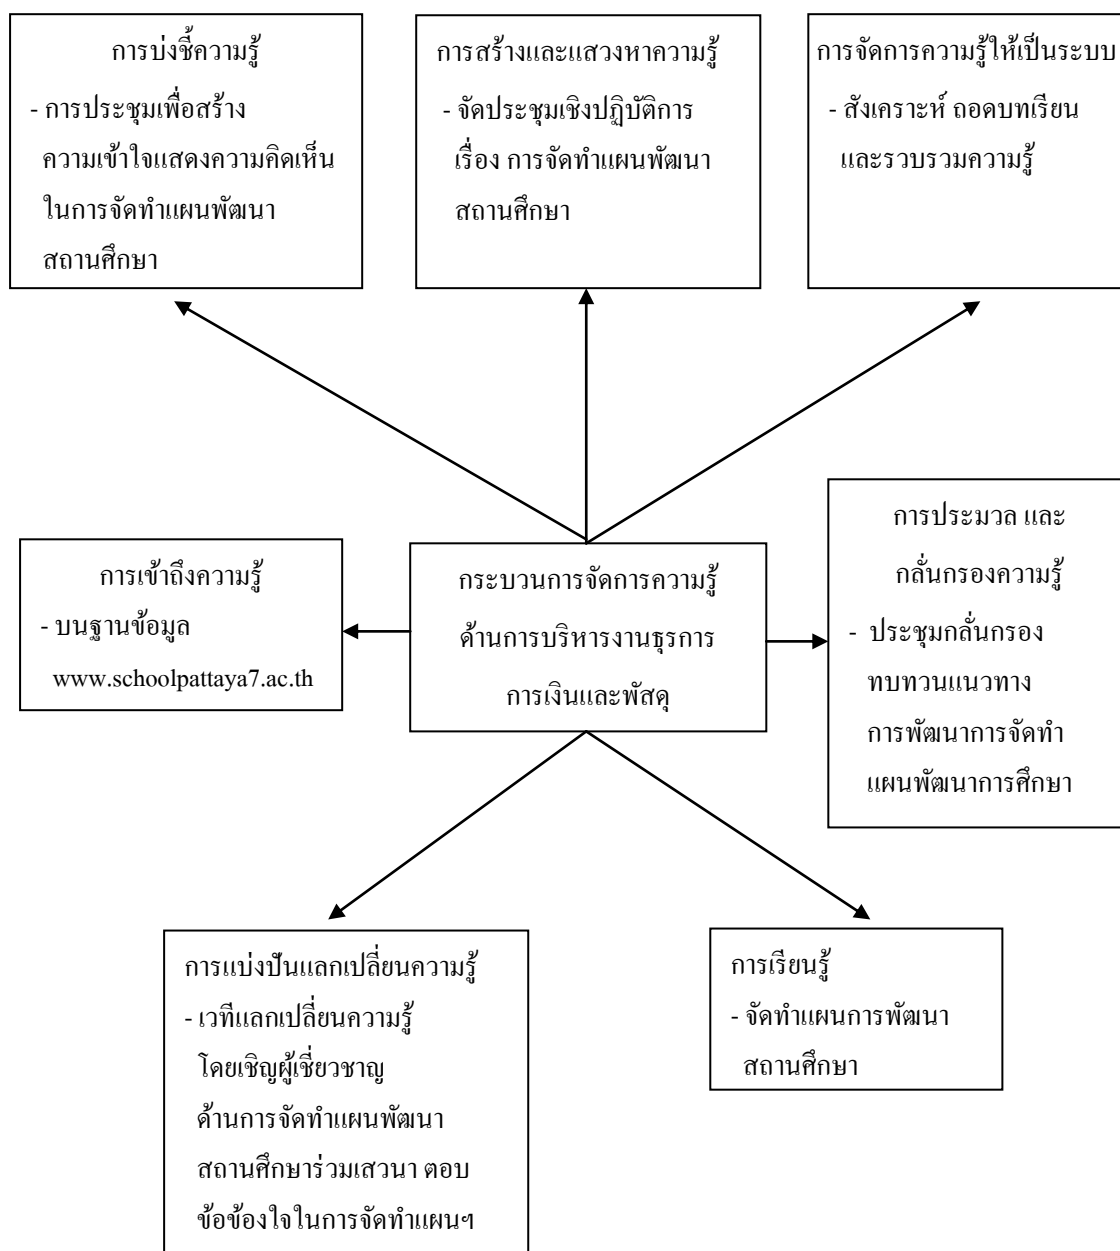 การบ่งชี้ความรู้
- การประชุมเพื่อสร้าง
ความเข้าใจแสดงความคิดเห็น
ในการจัดทำแผนพัฒนา
สถานศึกษา
การสร้างและแสวงหาความรู้
- จัดประชุมเชิงปฏิบัติการ
เรื่อง การจัดทำแผนพัฒนา
สถานศึกษา
การจัดการความรู้ให้เป็นระบบ
- สังเคราะห์ ถอดบทเรียน
และรวบรวมความรู้
การเข้าถึงความรู้
- บนฐานข้อมูล
www.schoolpattaya7.ac.th
กระบวนการจัดการความรู้
ด้านการบริหารงานธุรการ
การเงินและพัสดุ
การประมวล และ
กลั่นกรองความรู้
- ประชุมกลั่นกรอง
ทบทวนแนวทาง
การพัฒนาการจัดทำ
แผนพัฒนาการศึกษา
การแบ่งปันแลกเปลี่ยนความรู้
- เวทีแลกเปลี่ยนความรู้
โดยเชิญผู้เชี่ยวชาญ
ด้านการจัดทำแผนพัฒนา
สถานศึกษาร่วมเสวนา ตอบ
ข้อข้องใจในการจัดทำแผนฯ
การเรียนรู้
- จัดทำแผนการพัฒนา
สถานศึกษา